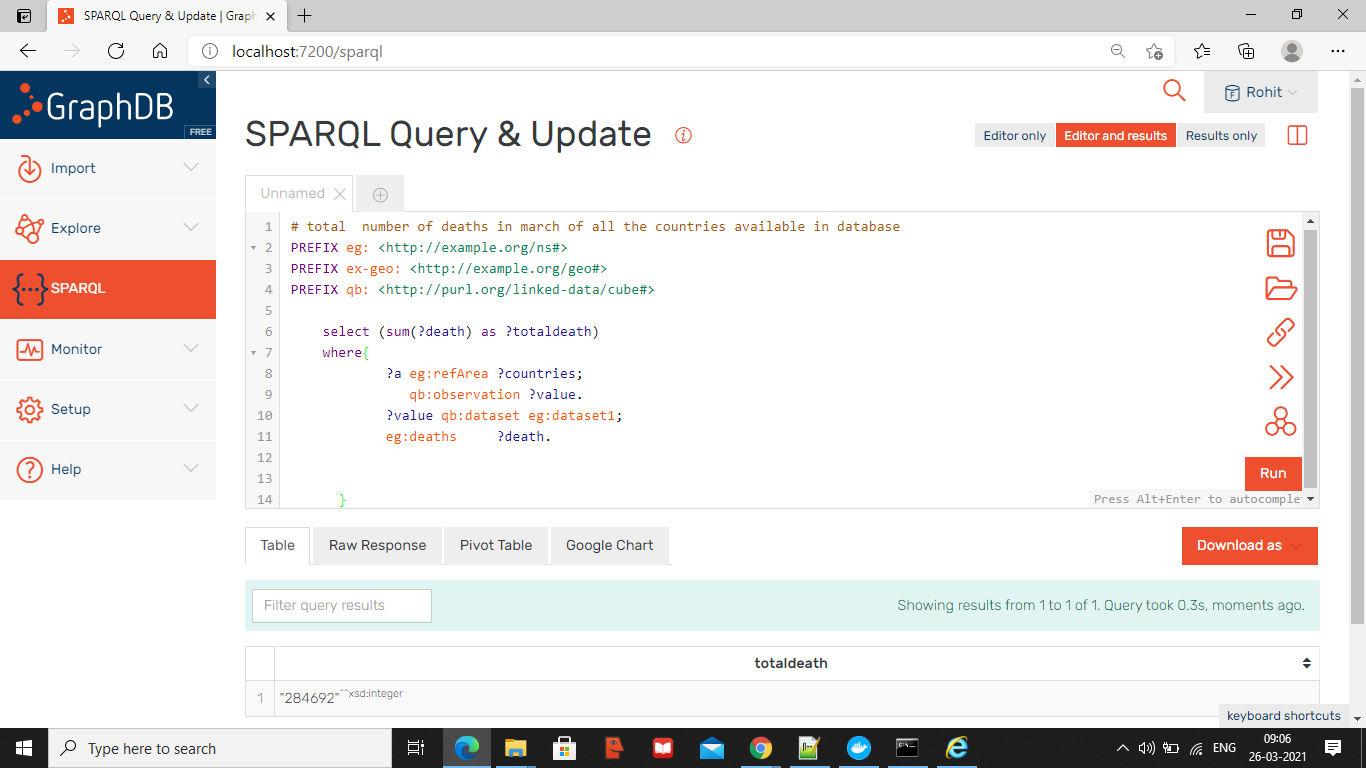 SPARQL Query & Update | Graph
localhost:7200/sparql
GraphDB
FREE
Rohit
SPARQL Query & Update
Editor only
Editor and results
Results only
Import
Explore
SPARQL
Monitor
Setup
Help
Unnamed
1 # total  number of deaths in march of all the countries available in database
2 PREFIX eg: <http://example.org/ns#>
3 PREFIX ex-geo: <http://example.org/geo#>
4 PREFIX qb: <http://purl.org/linked-data/cube#>
5
6 select (sum(?death) as ?totaldeath)
7 where{
8 ?a eg:refArea ?countries;
9 qb:observation ?value.
10 ?value qb:dataset eg:dataset1;
11 eg:deaths     ?death.
12
13
14 }
Run
Press Alt+Enter to autocomple
Table
Raw Response
Pivot Table
Google Chart
Download as
Filter query results
Showing results from 1 to 1 of 1. Query took 0.3s, moments ago.
totaldeath
1 "284692"^^xsd:integer
keyboard shortcuts
Type here to search
ENG
09:06
26-03-2021